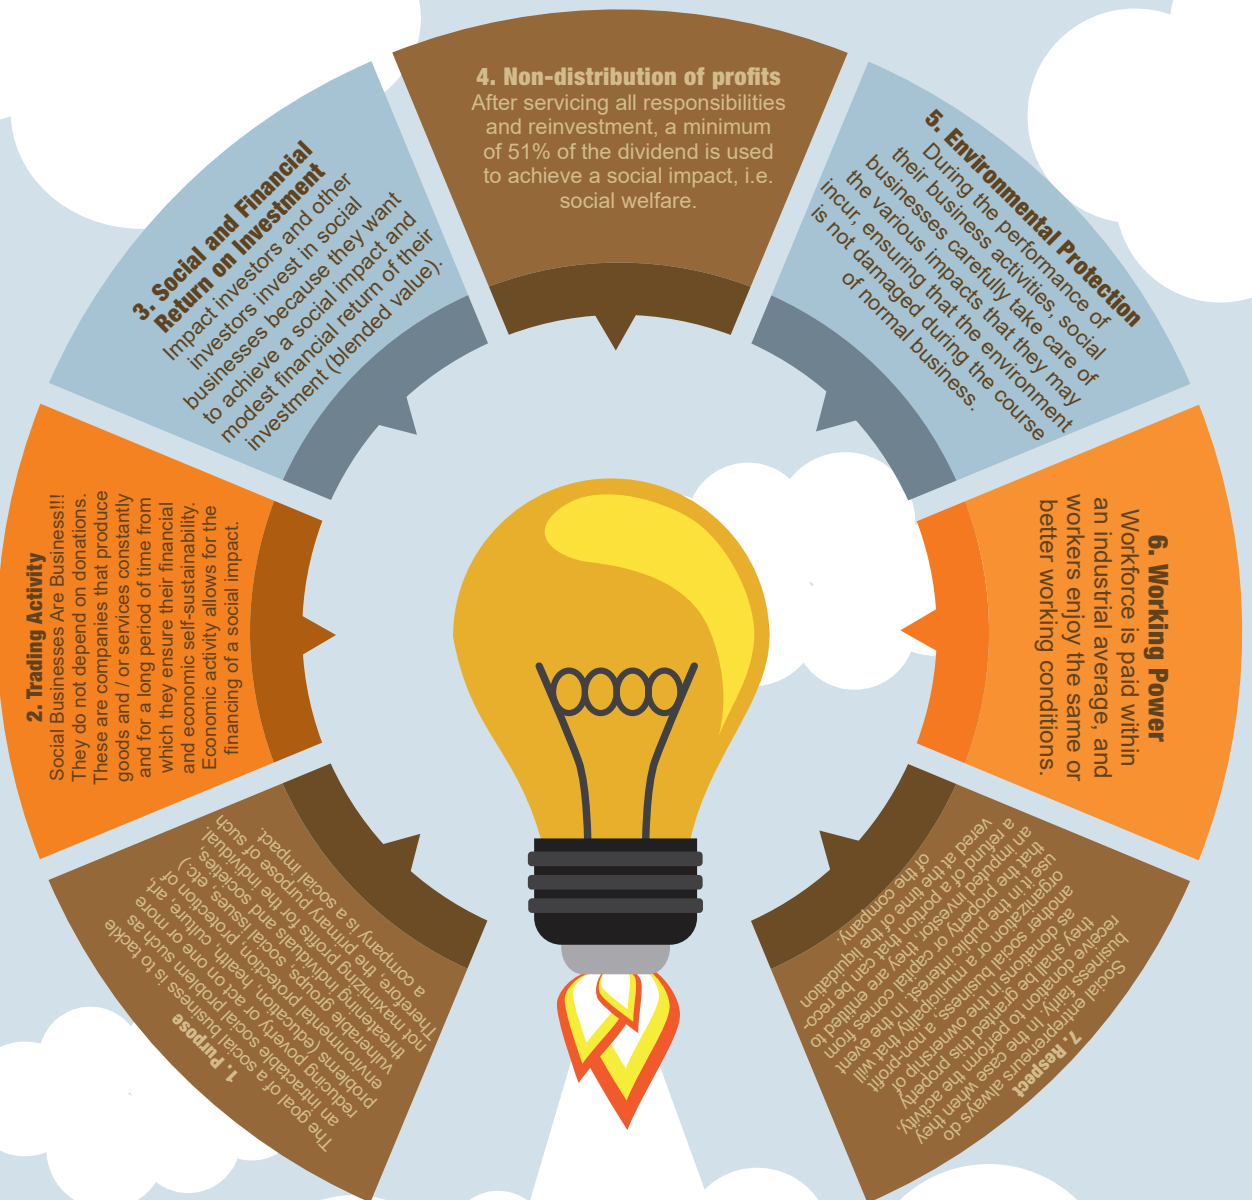 1. Purpose
The goal of a social business is to tackle
an intractable social problem such as
reducing poverty or act on one or more
problems (education, health, culture, art,
environmental protection, protection of
vulnerable groups, social issues, etc.)
threatening individuals and societies,
not maximizing profits for the individual.
Therefore, the primary purpose of such
a company is a social impact.
2. Trading Activity
Social Businesses Are Business!!!
They do not depend on donations.
These are companies that produce
goods and / or services constantly
and for a long period of time from
which they ensure their financial
and economic self-sustainability.
Economic activity allows for the
financing of a social impact.
3. Social and Financial
Return on Investment
Impact investors and other
investors invest in social
businesses because they want
to achieve a social impact and
modest financial return of their
investment (blended value).
4. Non-distribution of profits
After servicing all responsibilities
and reinvestment, a minimum
of 51% of the dividend is used
to achieve a social impact, i.e.
social welfare.
5. Environmental Protection
During the performance of
their business activities, social
businesses carefully take care of
the various impacts that they may
incur, ensuring that the environment
is not damaged during the course
of normal business.
6. Working Power
Workforce is paid within
an industrial average, and
workers enjoy the same or
better working conditions.
7. Respect
Social entrepreneurs always do
business fairly. In the case when they
receive donation to perform the activity,
they shall be granted this property
as donations in the ownership of
another social business, a non-profit
organization or a municipality that will
use it in the public interest. In the event
that the property or capital comes from
an imputed investor, they are entitled to
a refund of a portion that can be reco-
vered at the time of the liquidation
of the company.